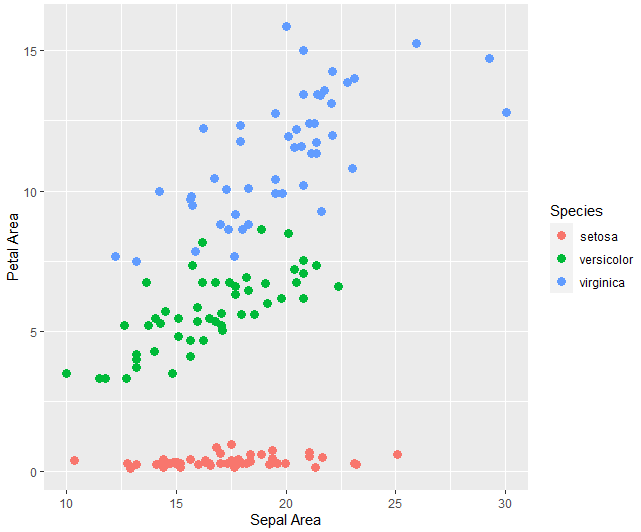 15
10
5
0
10 15 20 25 30
Sepal Area
Petal Area
Species
setosa
versicolor
virginica